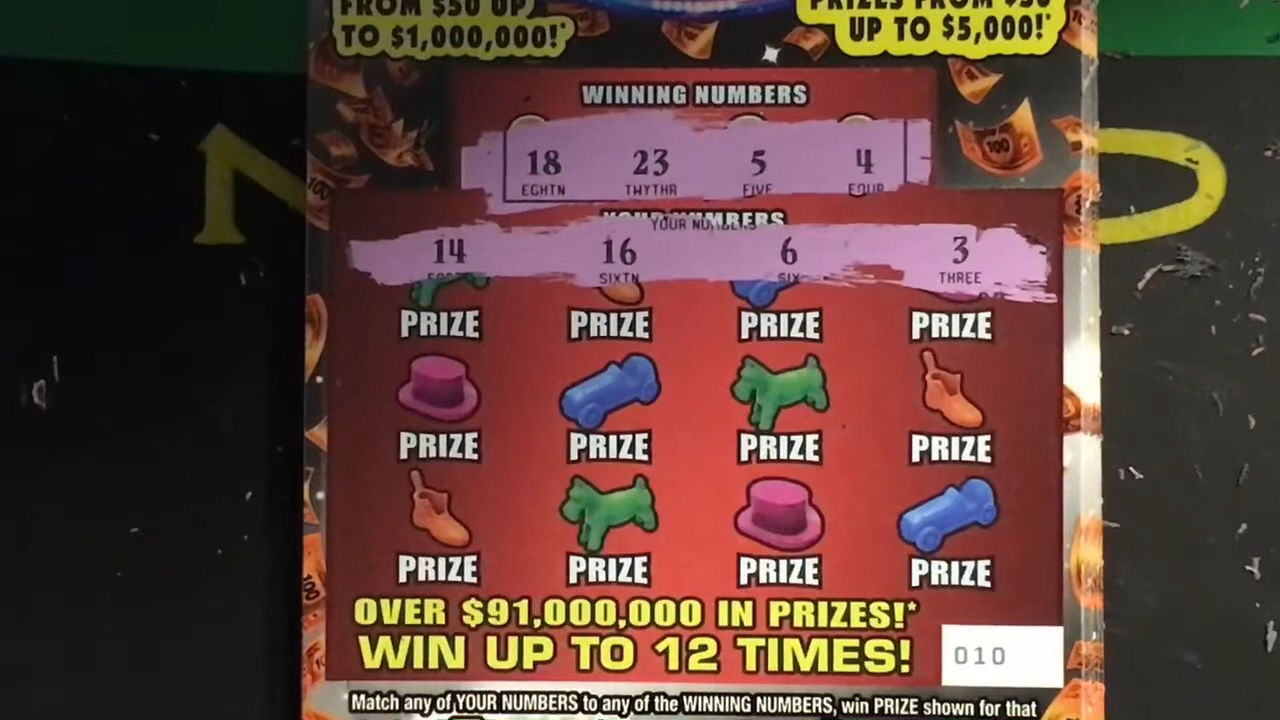 FROM $50 UP
TO $1,000,000!*
PRIZES FROM $50
UP TO $5,000!*
WINNING NUMBERS
18 23 5 4
EGHTN TWYTHR FIVE FOUR
YOUR NUMBERS
14 16 6 3
SIXTN SIX THREE
PRIZE PRIZE PRIZE PRIZE
PRIZE PRIZE PRIZE PRIZE
PRIZE PRIZE PRIZE PRIZE
OVER $91,000,000 IN PRIZES!*
WIN UP TO 12 TIMES!
010
Match any of YOUR NUMBERS to any of the WINNING NUMBERS, win PRIZE shown for that
100
100